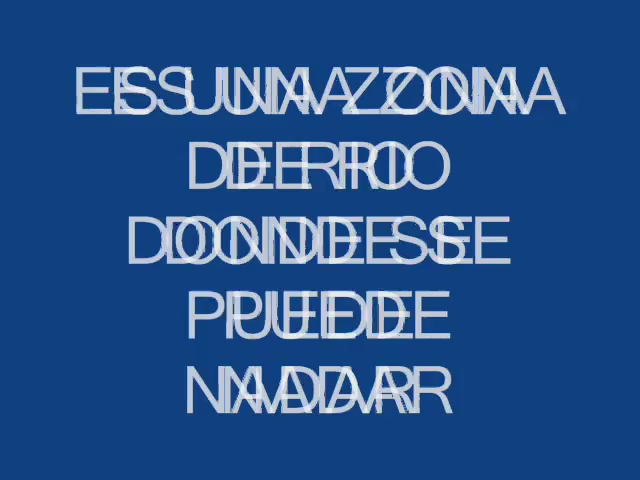 ES UNA ZONA
DE RIO
DONDE SE
PUEDE
NADAR